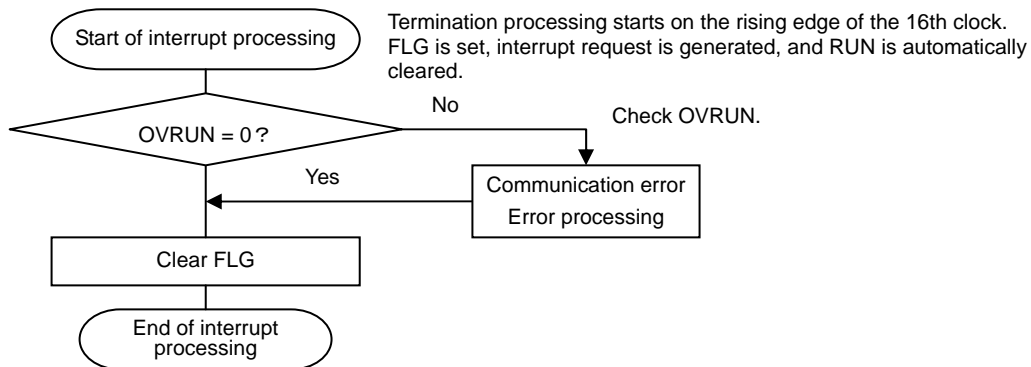 Start of interrupt processing
Termination processing starts on the rising edge of the 16th clock.
FLG is set, interrupt request is generated, and RUN is automatically
cleared.
No
Check OVRUN.
OVRUN = 0？
Yes
Communication error
Error processing
Clear FLG
End of interrupt
processing